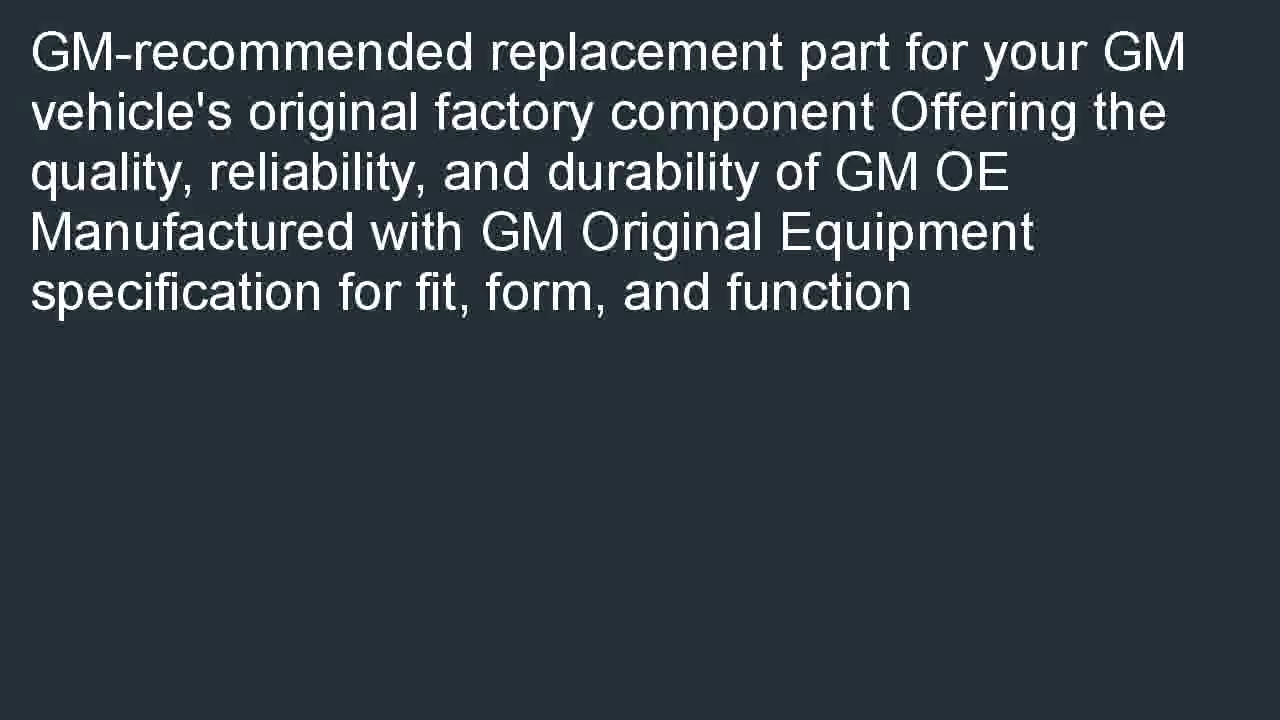 GM-recommended replacement part for your GM
vehicle's original factory component Offering the
quality, reliability, and durability of GM OE
Manufactured with GM Original Equipment
specification for fit, form, and function